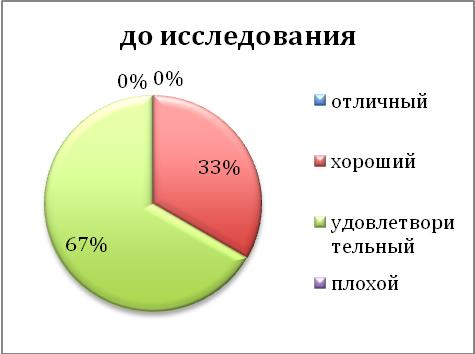 до исследования
0% 0%
33%
67%
отличный
хороший
удовлетвори
тельный
плохой